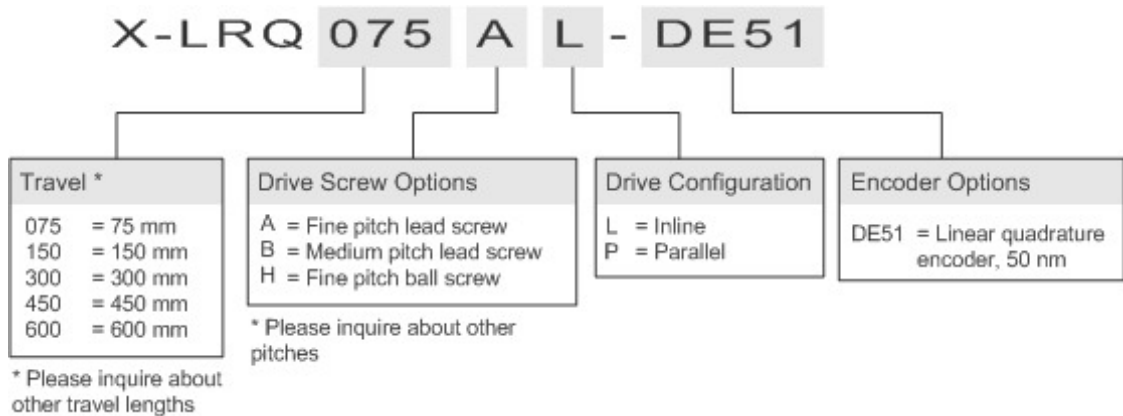 X-LRQ 075 A L - DE51
Travel *
075 = 75 mm
150 = 150 mm
300 = 300 mm
450 = 450 mm
600 = 600 mm
* Please inquire about
other travel lengths
Drive Screw Options
A = Fine pitch lead screw
B = Medium pitch lead screw
H = Fine pitch ball screw
* Please inquire about other
pitches
Drive Configuration
L = Inline
P = Parallel
Encoder Options
DE51 = Linear quadrature
encoder, 50 nm